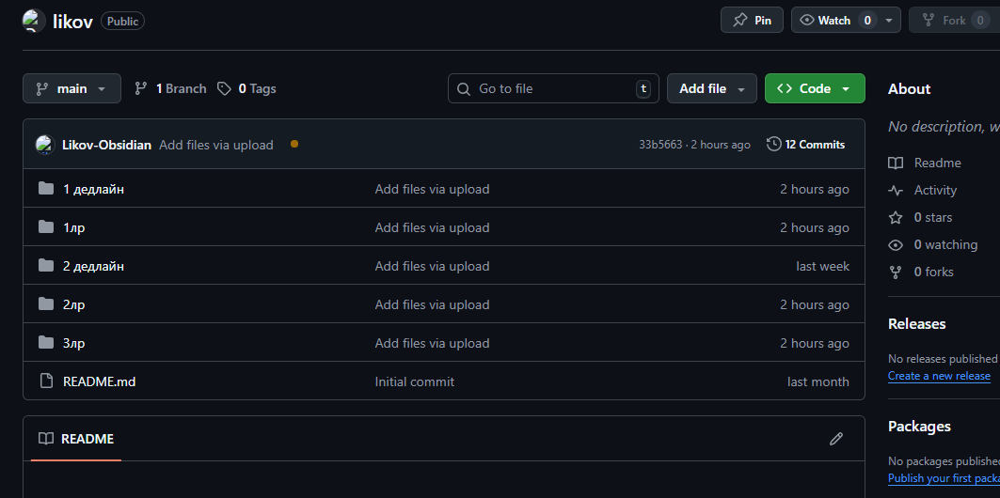 likov Public Pin Watch 0 Fork 0
main 1 Branch 0 Tags Go to file t Add file Code
About
Likov-Obsidian Add files via upload 33b5663 · 2 hours ago 12 Commits
No description, w
1 дедлайн Add files via upload 2 hours ago
Readme
1лр Add files via upload 2 hours ago
Activity
0 stars
2 дедлайн Add files via upload last week
0 watching
2лр Add files via upload 2 hours ago
0 forks
3лр Add files via upload 2 hours ago
Releases
README.md Initial commit last month
No releases published
Create a new release
README
Packages
No packages published
Publish your first packa